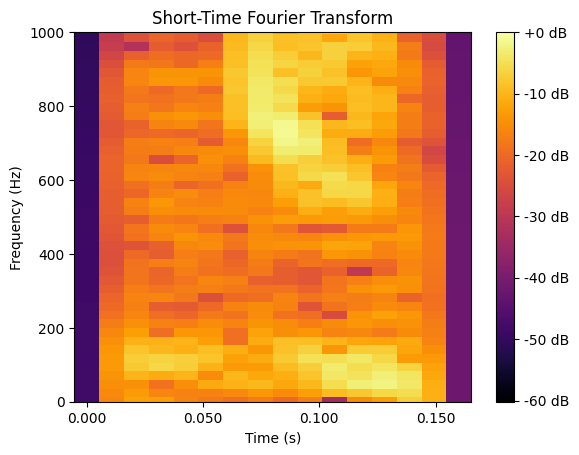 Short-Time Fourier Transform
1000
800
600
400
200
0
Frequency (Hz)
0.000
0.050
0.100
0.150
Time (s)
+0 dB
-10 dB
-20 dB
-30 dB
-40 dB
-50 dB
-60 dB